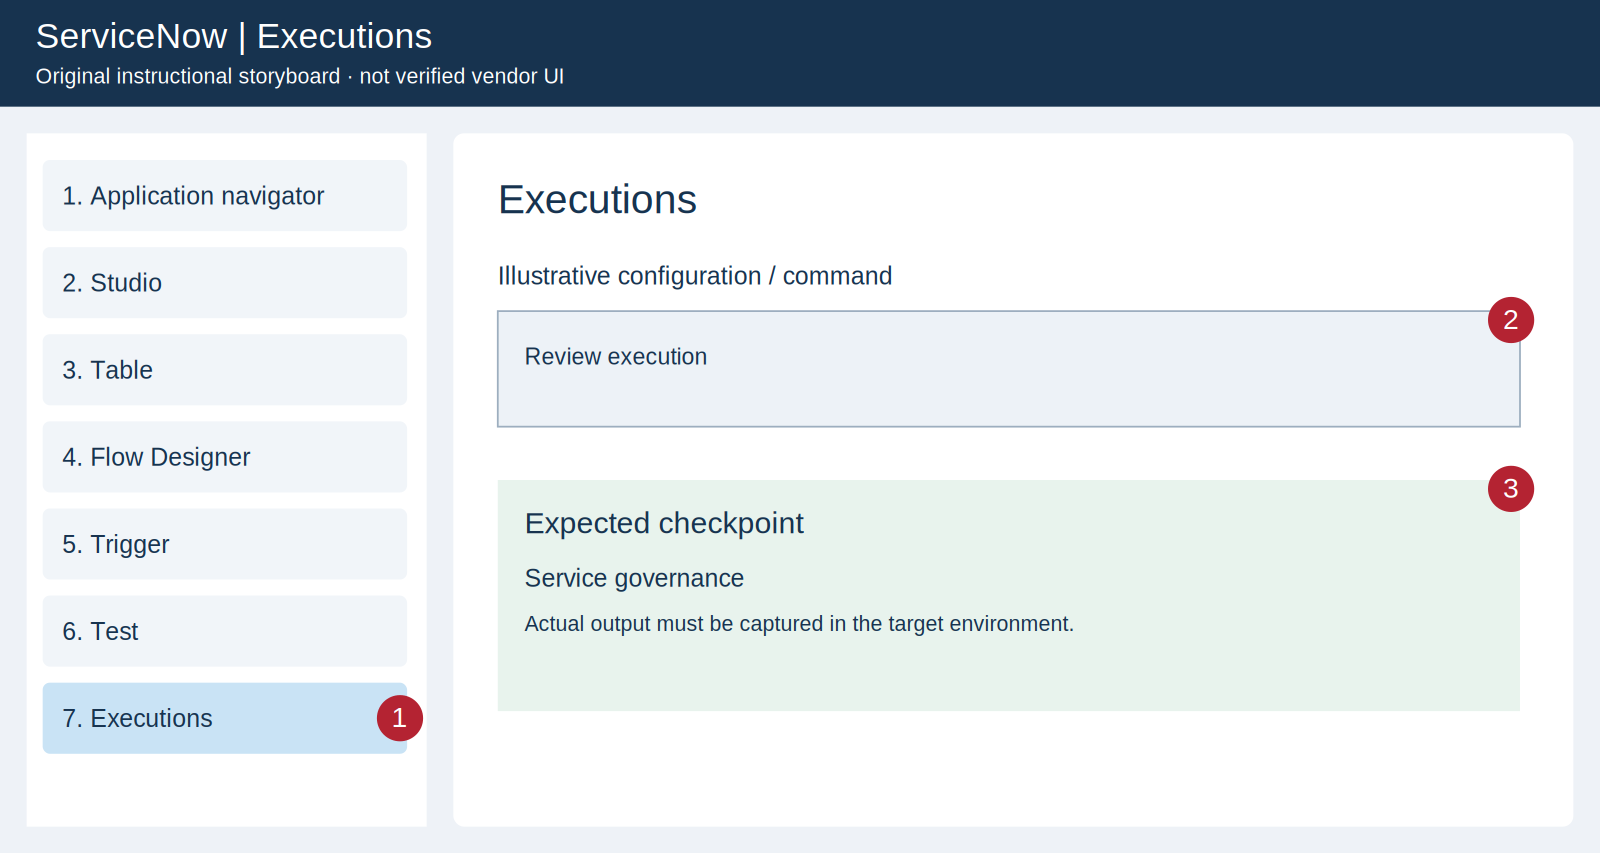 ServiceNow | Executions
Original instructional storyboard · not verified vendor UI
1. Application navigator
2. Studio
3. Table
4. Flow Designer
5. Trigger
6. Test
7. Executions
1
Executions
Illustrative configuration / command
2
Review execution
3
Expected checkpoint
Service governance
Actual output must be captured in the target environment.